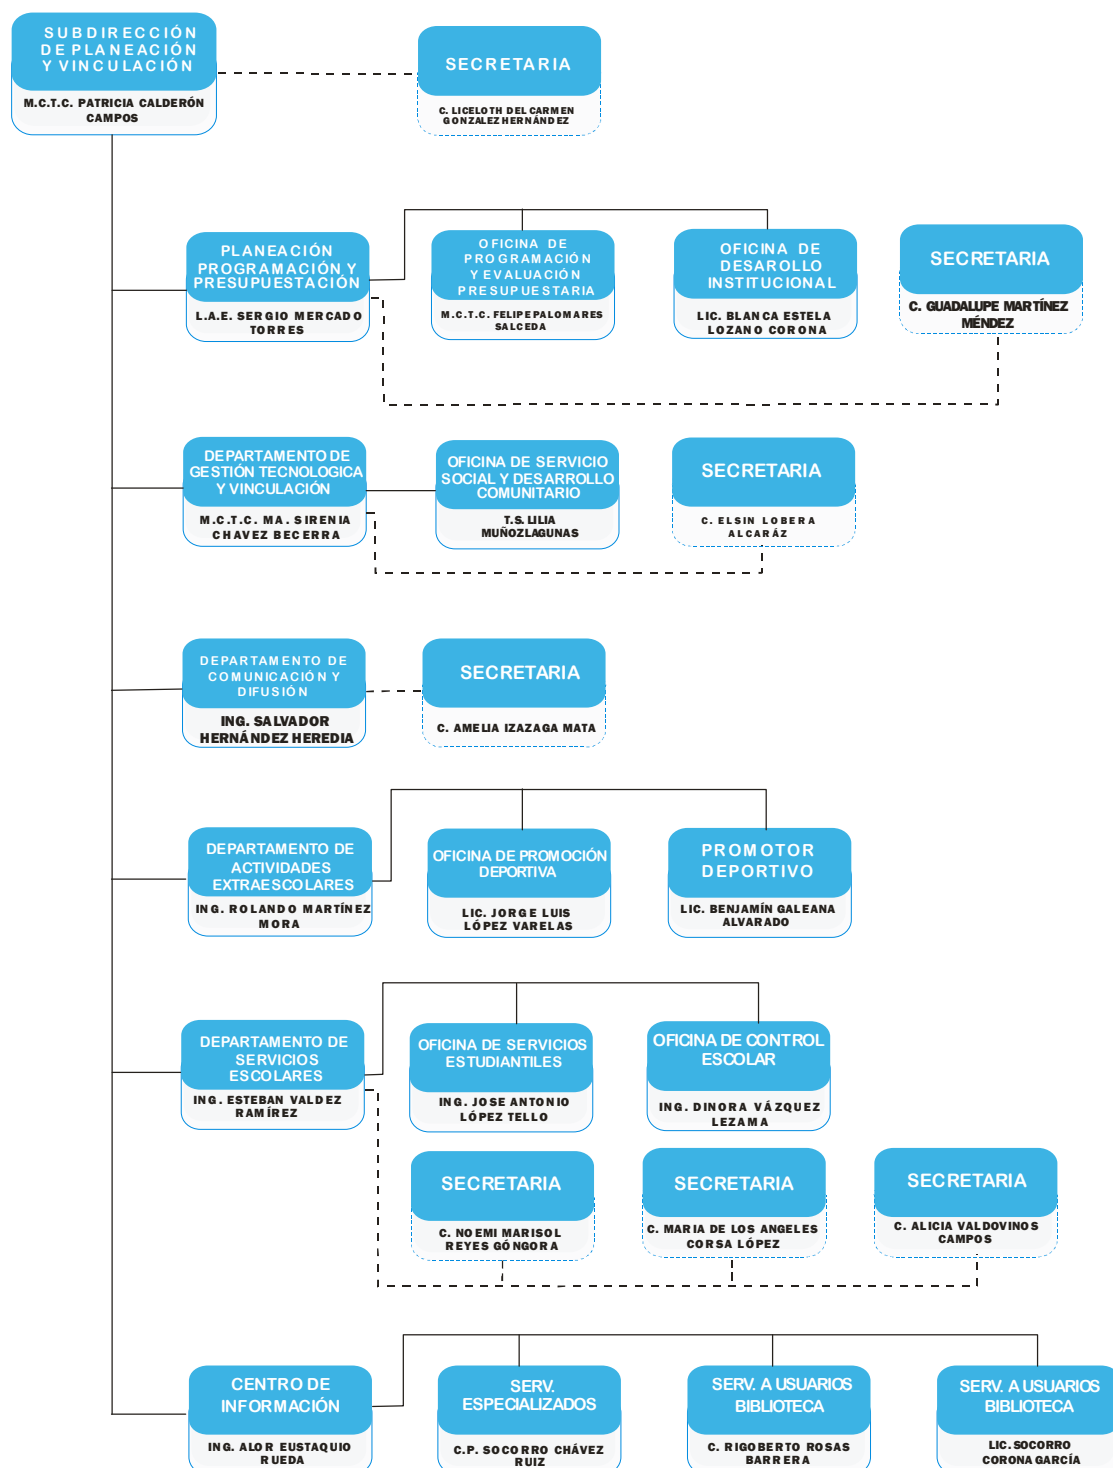 SUBDIRECCIÓN
DE PLANEACIÓN
Y VINCULACIÓN
M.C.T.C. PATRICIA CALDERÓN
CAMPOS
SECRETARIA
C. LICELOTH DEL CARMEN
GONZALEZ HERNÁNDEZ
PLANEACIÓN
PROGRAMACIÓN Y
PRESUPUESTACIÓN
L.A.E. SERGIO MERCADO
TORRES
OFICINA DE
PROGRAMACIÓN
Y EVALUACIÓN
PRESUPUESTARIA
M.C.T.C. FELIPE PALOMARES
SALCEDA
OFICINA DE
DESAROLLO
INSTITUCIONAL
LIC. BLANCA ESTELA
LOZANO CORONA
SECRETARIA
C. GUADALUPE MARTÍNEZ
MÉNDEZ
DEPARTAMENTO DE
GESTIÓN TECNOLOGICA
Y VINCULACIÓN
M.C.T.C. MA. SIRENIA
CHAVEZ BECERRA
OFICINA DE SERVICIO
SOCIAL Y DESARROLLO
COMUNITARIO
T.S. LILIA
MUÑOZ LAGUNAS
SECRETARIA
C. ELSIN LOBERA
ALCARÁZ
DEPARTAMENTO DE
COMUNICACIÓN Y
DIFUSIÓN
ING. SALVADOR
HERNÁNDEZ HEREDIA
SECRETARIA
C. AMELIA IZAZAGA MATA
DEPARTAMENTO DE
ACTIVIDADES
EXTRAESCOLARES
ING. ROLANDO MARTÍNEZ
MORA
OFICINA DE PROMOCIÓN
DEPORTIVA
LIC. JORGE LUIS
LÓPEZ VARELAS
PROMOTOR
DEPORTIVO
LIC. BENJAMÍN GALEANA
ALVARADO
DEPARTAMENTO DE
SERVICIOS
ESCOLARES
ING. ESTEBAN VALDEZ
RAMÍREZ
OFICINA DE SERVICIOS
ESTUDIANTILES
ING. JOSE ANTONIO
LÓPEZ TELLO
OFICINA DE CONTROL
ESCOLAR
ING. DINORA VÁZQUEZ
LEZAMA
SECRETARIA
C. NOEMI MARISOL
REYES GÓNGORA
SECRETARIA
C. MARIA DE LOS ANGELES
CORSA LÓPEZ
SECRETARIA
C. ALICIA VALDOVINOS
CAMPOS
CENTRO DE
INFORMACIÓN
ING. ALOR EUSTAQUIO
RUEDA
SERV.
ESPECIALIZADOS
C.P. SOCORRO CHÁVEZ
RUIZ
SERV. A USUARIOS
BIBLIOTECA
C. RIGOBERTO ROSAS
BARRERA
SERV. A USUARIOS
BIBLIOTECA
LIC. SOCORRO
CORONA GARCÍA